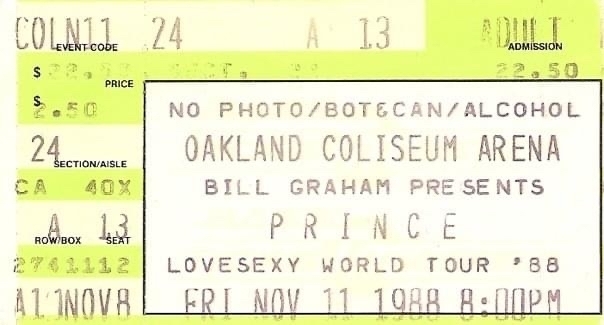 COLN11 24 A 13 ADULT
EVENT CODE ADMISSION
$ 22.50
PRICE
$ 2.50
NO PHOTO/BOT&CAN/ALCOHOL
24 OAKLAND COLISEUM ARENA
SECTION/AISLE
CA 40X BILL GRAHAM PRESENTS
A 13 PRINCE
ROW/BOX SEAT
2741112 LOVESEXY WORLD TOUR '88
A11NOV8 FRI NOV 11 1988 8:00PM